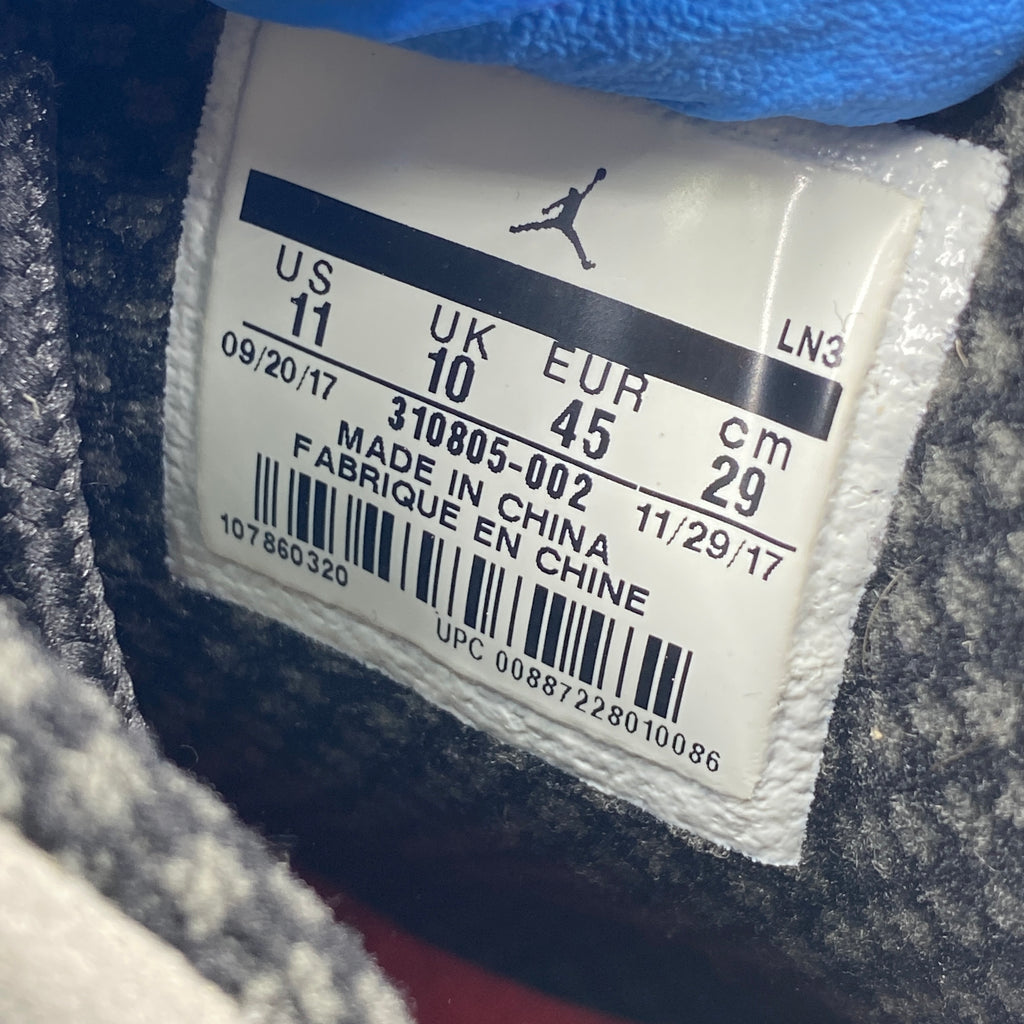 LN3
US UK EUR cm
11 10 45 29
09/20/17 310805-002 11/29/17
MADE IN CHINA
FABRIQUE EN CHINE
107860320
UPC 00887228010086